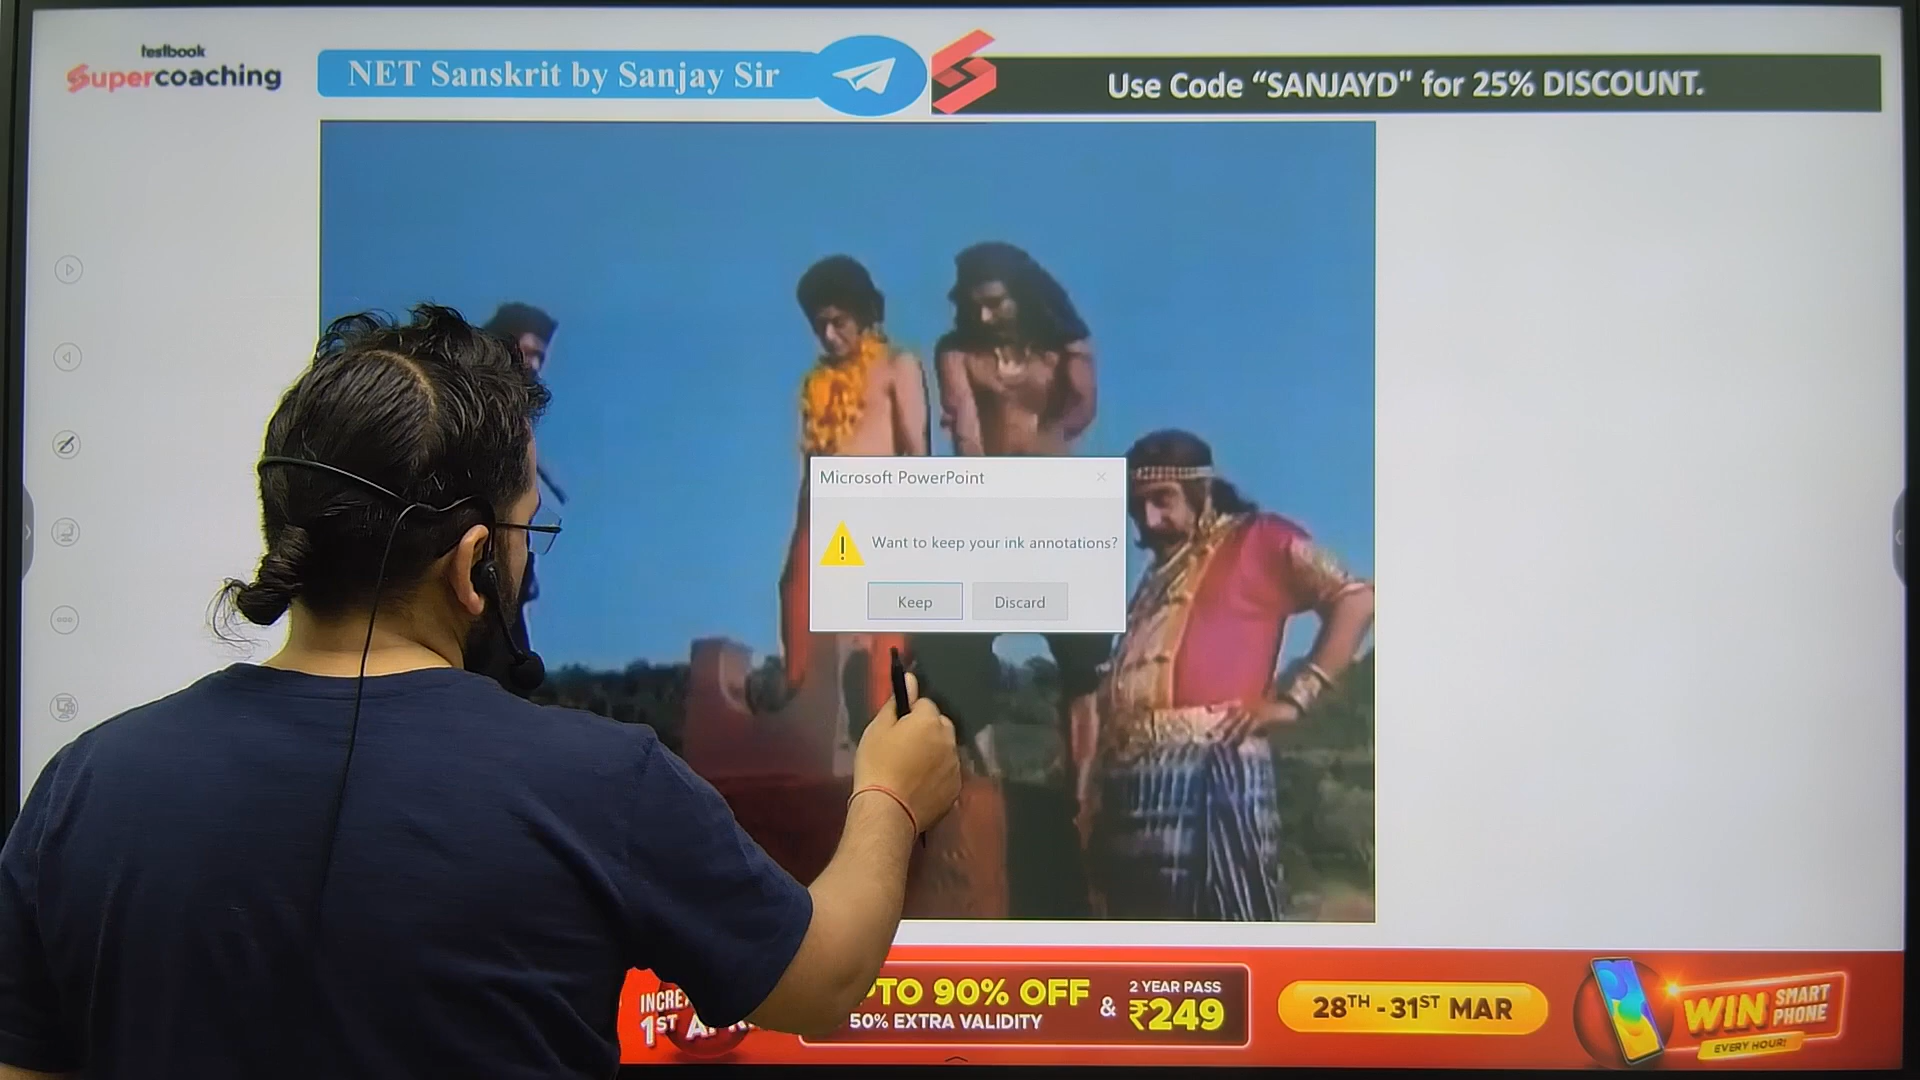 testbook
Supercoaching
NET Sanskrit by Sanjay Sir
Use Code “SANJAYD" for 25% DISCOUNT.
Microsoft PowerPoint
Want to keep your ink annotations?
Keep
Discard
1ST
90% OFF
50% EXTRA VALIDITY
&
2 YEAR PASS
₹249
28TH - 31ST MAR
WIN SMART PHONE
EVERY HOUR!